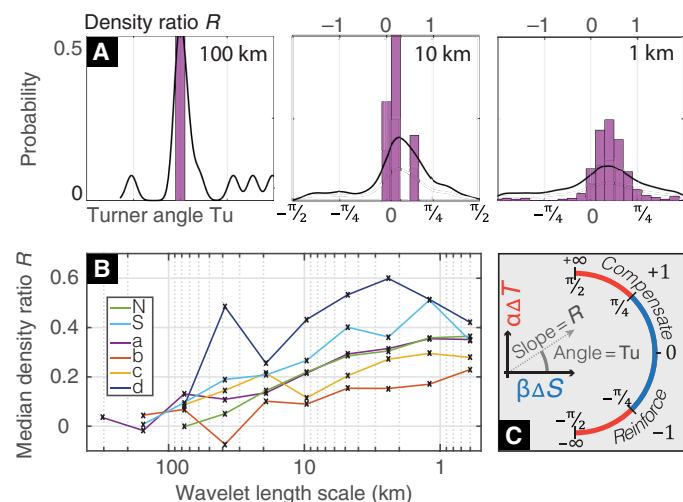 Density ratio R
−1 0 1
−1 0 1
0.5
A
100 km
10 km
1 km
Probability
0
Turner angle Tu
−π/2 −π/4 0 π/4 π/2
−π/4 0 π/4
B
Median density ratio R
0.6
0.4
0.2
0
N
S
a
b
c
d
100 10 1
Wavelet length scale (km)
+∞
π/2
Compensate
+1
π/4
αΔT
Slope=R
Angle=Tu
0
βΔS
−π/4
−π/2
−∞
Reinforce
−1
C